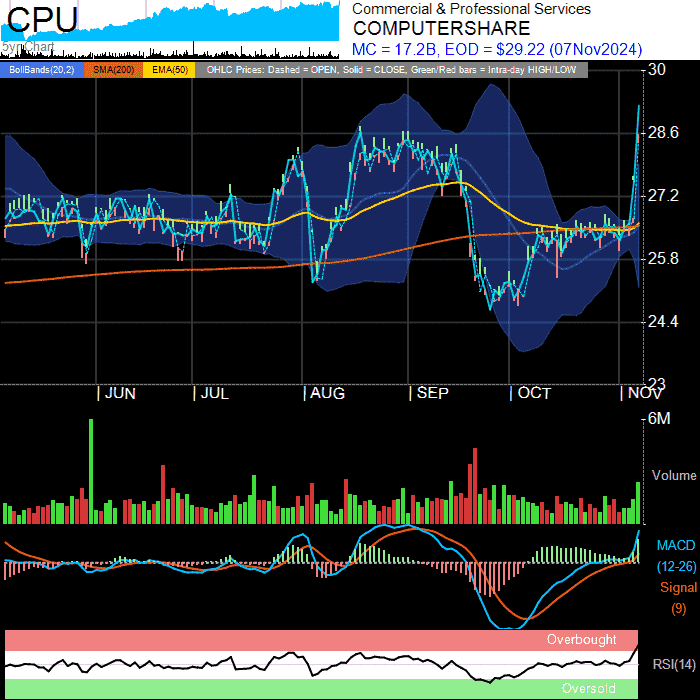 CPU
Commercial & Professional Services
COMPUTERSHARE
MC = 17.2B, EOD = $29.22 (07Nov2024)
BollBands(20,2) SMA(200) EMA(50) OHLC Prices: Dashed = OPEN, Solid = CLOSE, Green/Red bars = Intra-day HIGH/LOW
30
28.6
27.2
25.8
24.4
23
JUN JUL AUG SEP OCT NOV
6M
Volume
MACD
(12-26)
Signal
(9)
Overbought
RSI(14)
Oversold